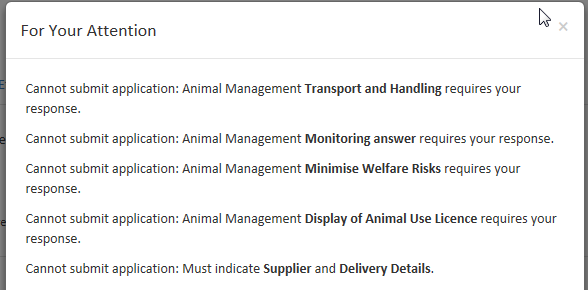 For Your Attention
×
Cannot submit application: Animal Management Transport and Handling requires your
response.
Cannot submit application: Animal Management Monitoring answer requires your response.
Cannot submit application: Animal Management Minimise Welfare Risks requires your
response.
Cannot submit application: Animal Management Display of Animal Use Licence requires your
response.
Cannot submit application: Must indicate Supplier and Delivery Details.